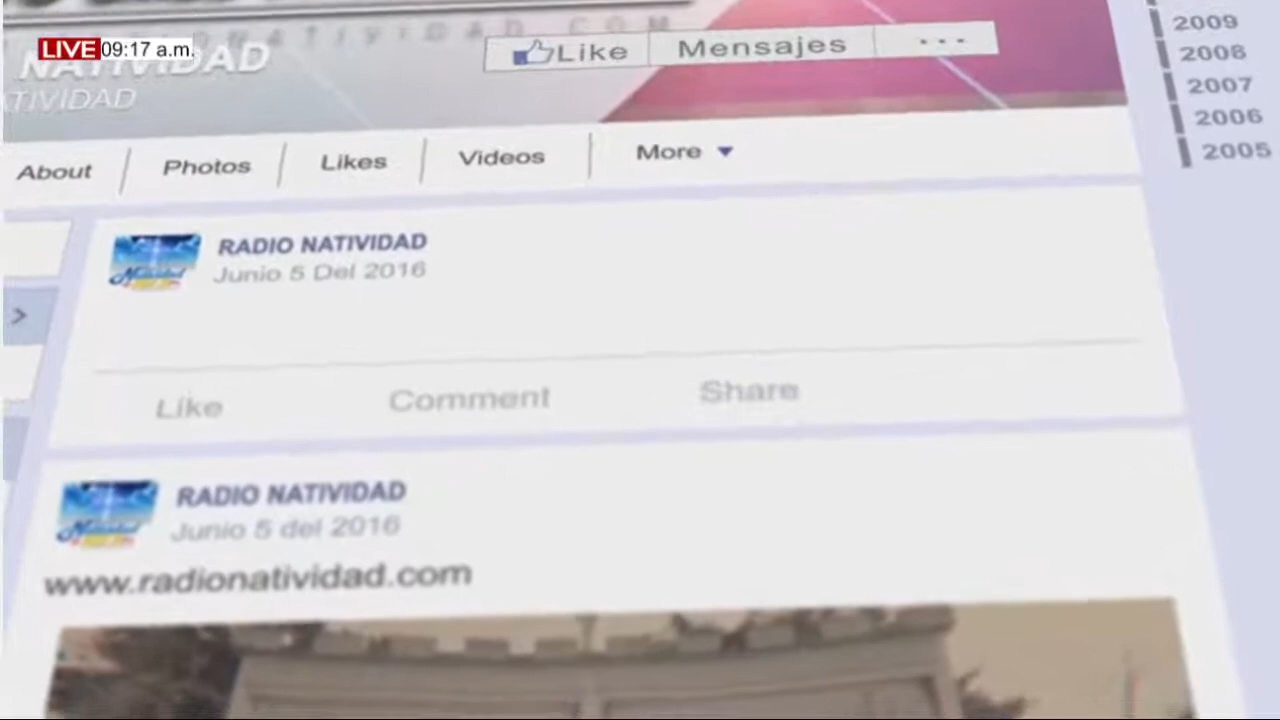 LIVE 09:17 a.m.
NATIVIDAD
Like Mensajes ...
About Photos Likes Videos More
2009
2008
2007
2006
2005
RADIO NATIVIDAD
Junio 5 Del 2016
Like Comment Share
RADIO NATIVIDAD
Junio 5 del 2016
www.radionatividad.com